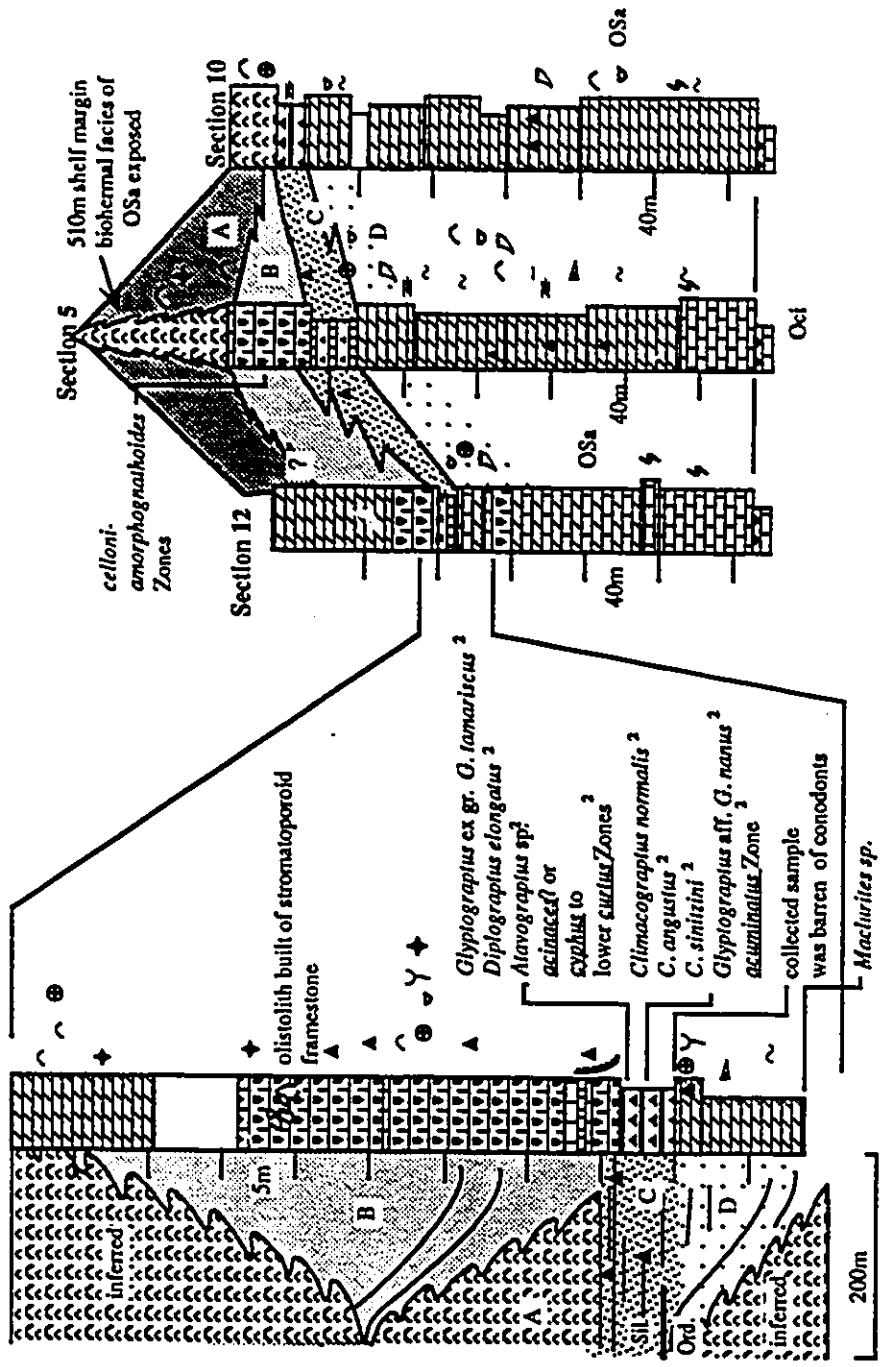 510m shelf margin
biohermal facies of
OSa exposed
Section 5
Section 10
celloni-
amorphognathoides
Zones
Section 12
A
B
C
A
D
?
A
OSa
OSa
40m
40m
40m
Oci
inferred
5m
B
A
C
Sil.
Ord.
D
inferred
200m
olistolith built of stromatoporoid
framestone
Glyptograptus ex gr. G. tamariscus 2
Diplograptus elongatus 2
Atavograptus sp. 2
acinaces or
cyphus to
lower curtus Zones 2
Climacograptus normalis 2
C. angustus 2
C. sinitzini 2
Glyptograptus aff. G. nanus 2
acuminatus Zone 2
collected sample
was barren of conodonts
Maclurites sp.